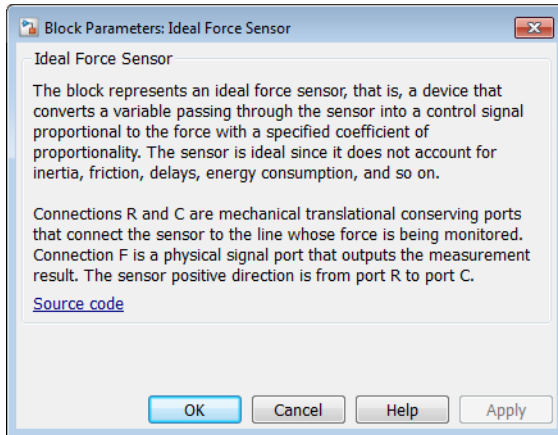 Block Parameters: Ideal Force Sensor
Ideal Force Sensor
The block represents an ideal force sensor, that is, a device that
converts a variable passing through the sensor into a control signal
proportional to the force with a specified coefficient of
proportionality. The sensor is ideal since it does not account for
inertia, friction, delays, energy consumption, and so on.
Connections R and C are mechanical translational conserving ports
that connect the sensor to the line whose force is being monitored.
Connection F is a physical signal port that outputs the measurement
result. The sensor positive direction is from port R to port C.
Source code
OK Cancel Help Apply